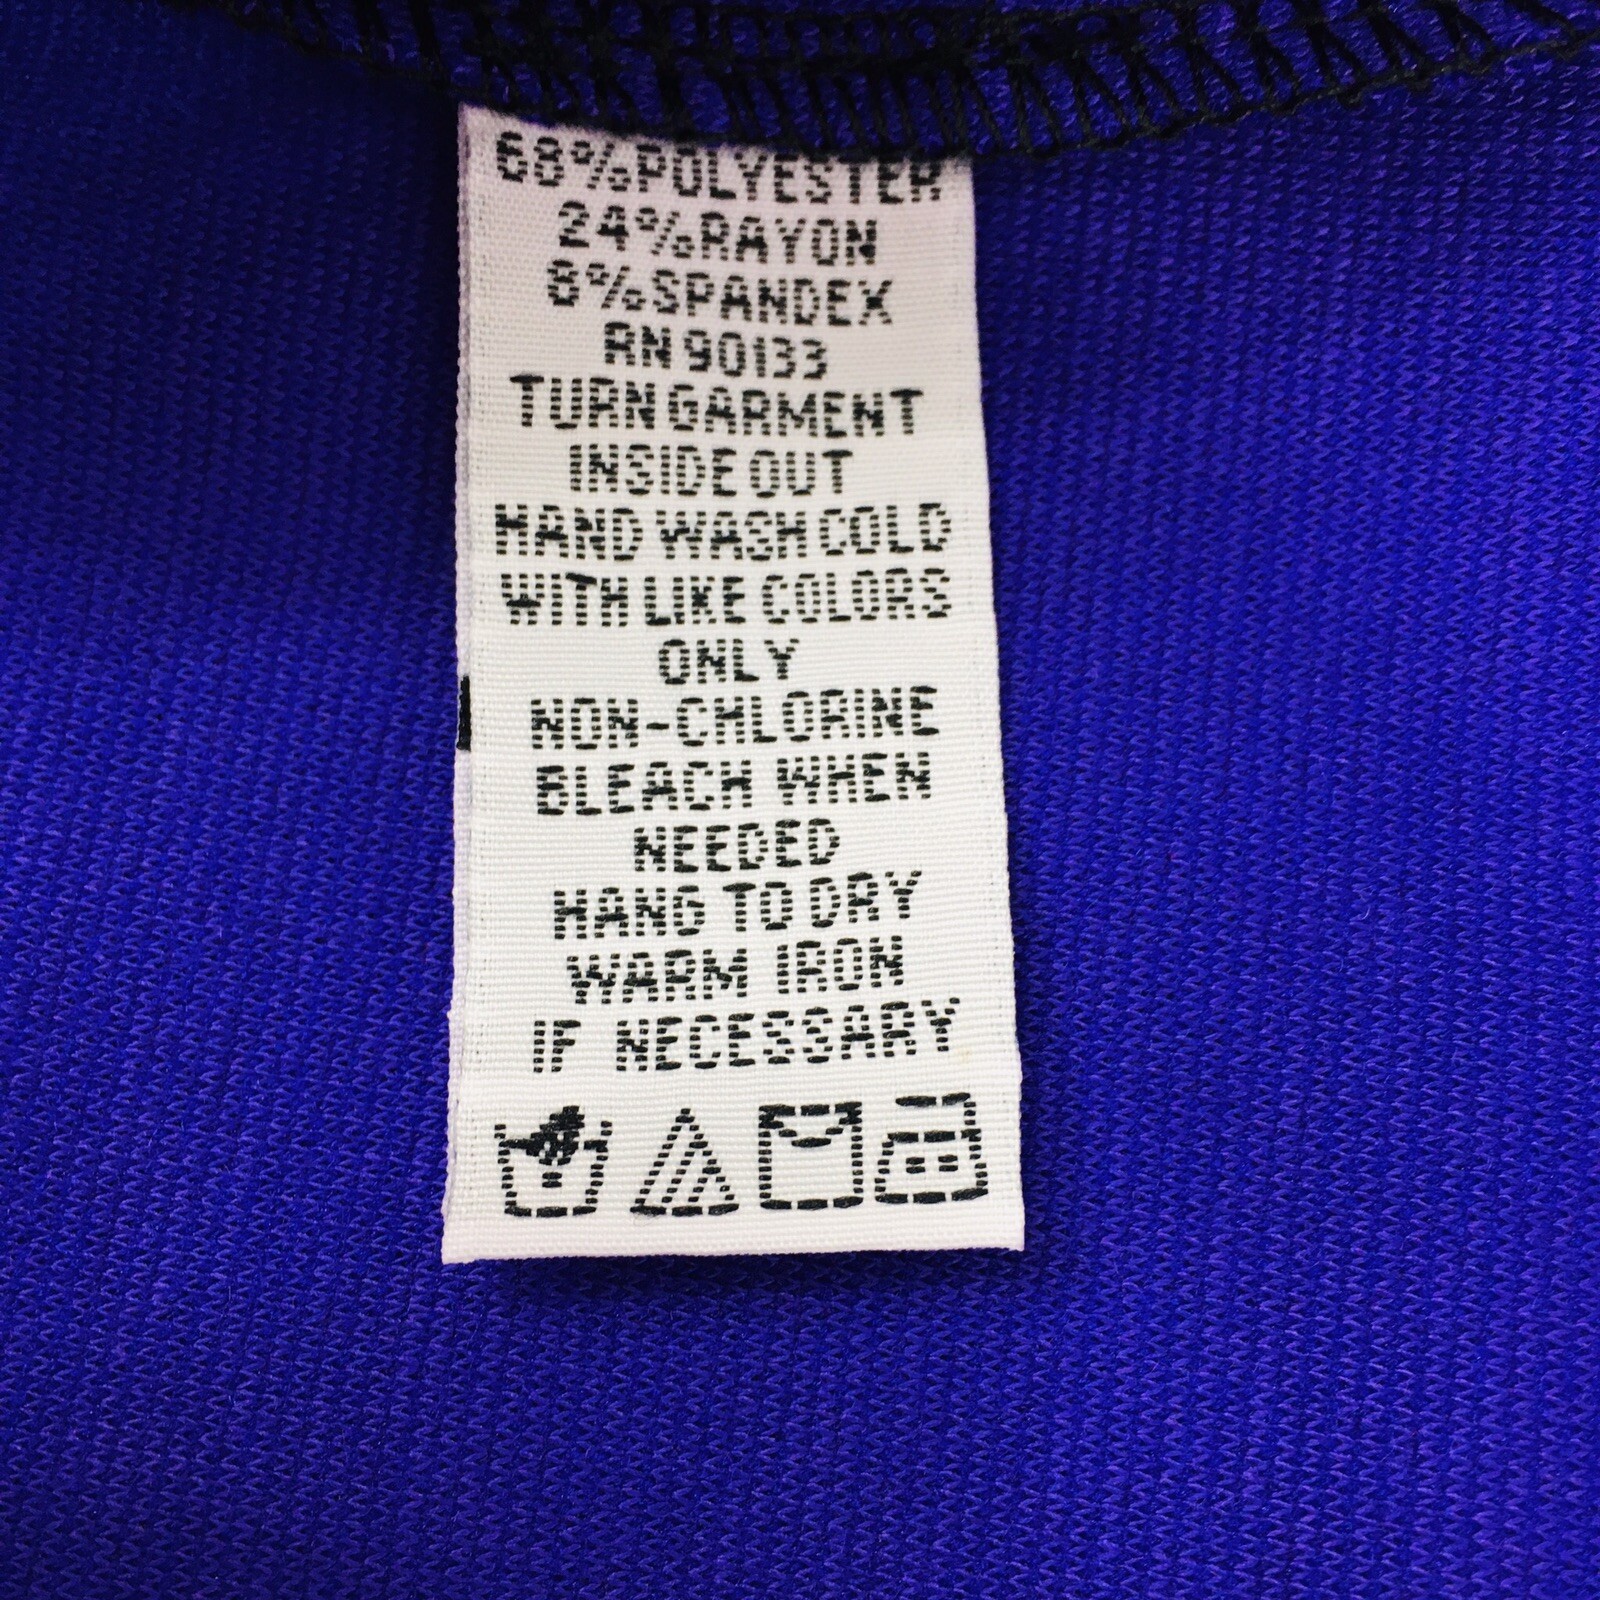 68% POLYESTER
24% RAYON
8% SPANDEX
RN 90133
TURN GARMENT
INSIDE OUT
HAND WASH COLD
WITH LIKE COLORS
ONLY
NON-CHLORINE
BLEACH WHEN
NEEDED
HANG TO DRY
WARM IRON
IF NECESSARY